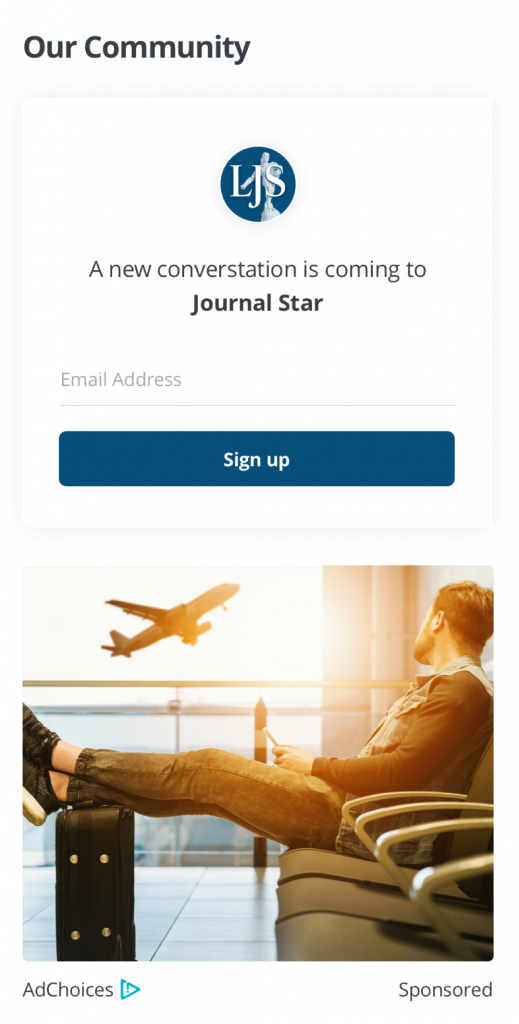 Our Community
LJS
A new converstation is coming to
Journal Star
Email Address
Sign up
AdChoices
Sponsored